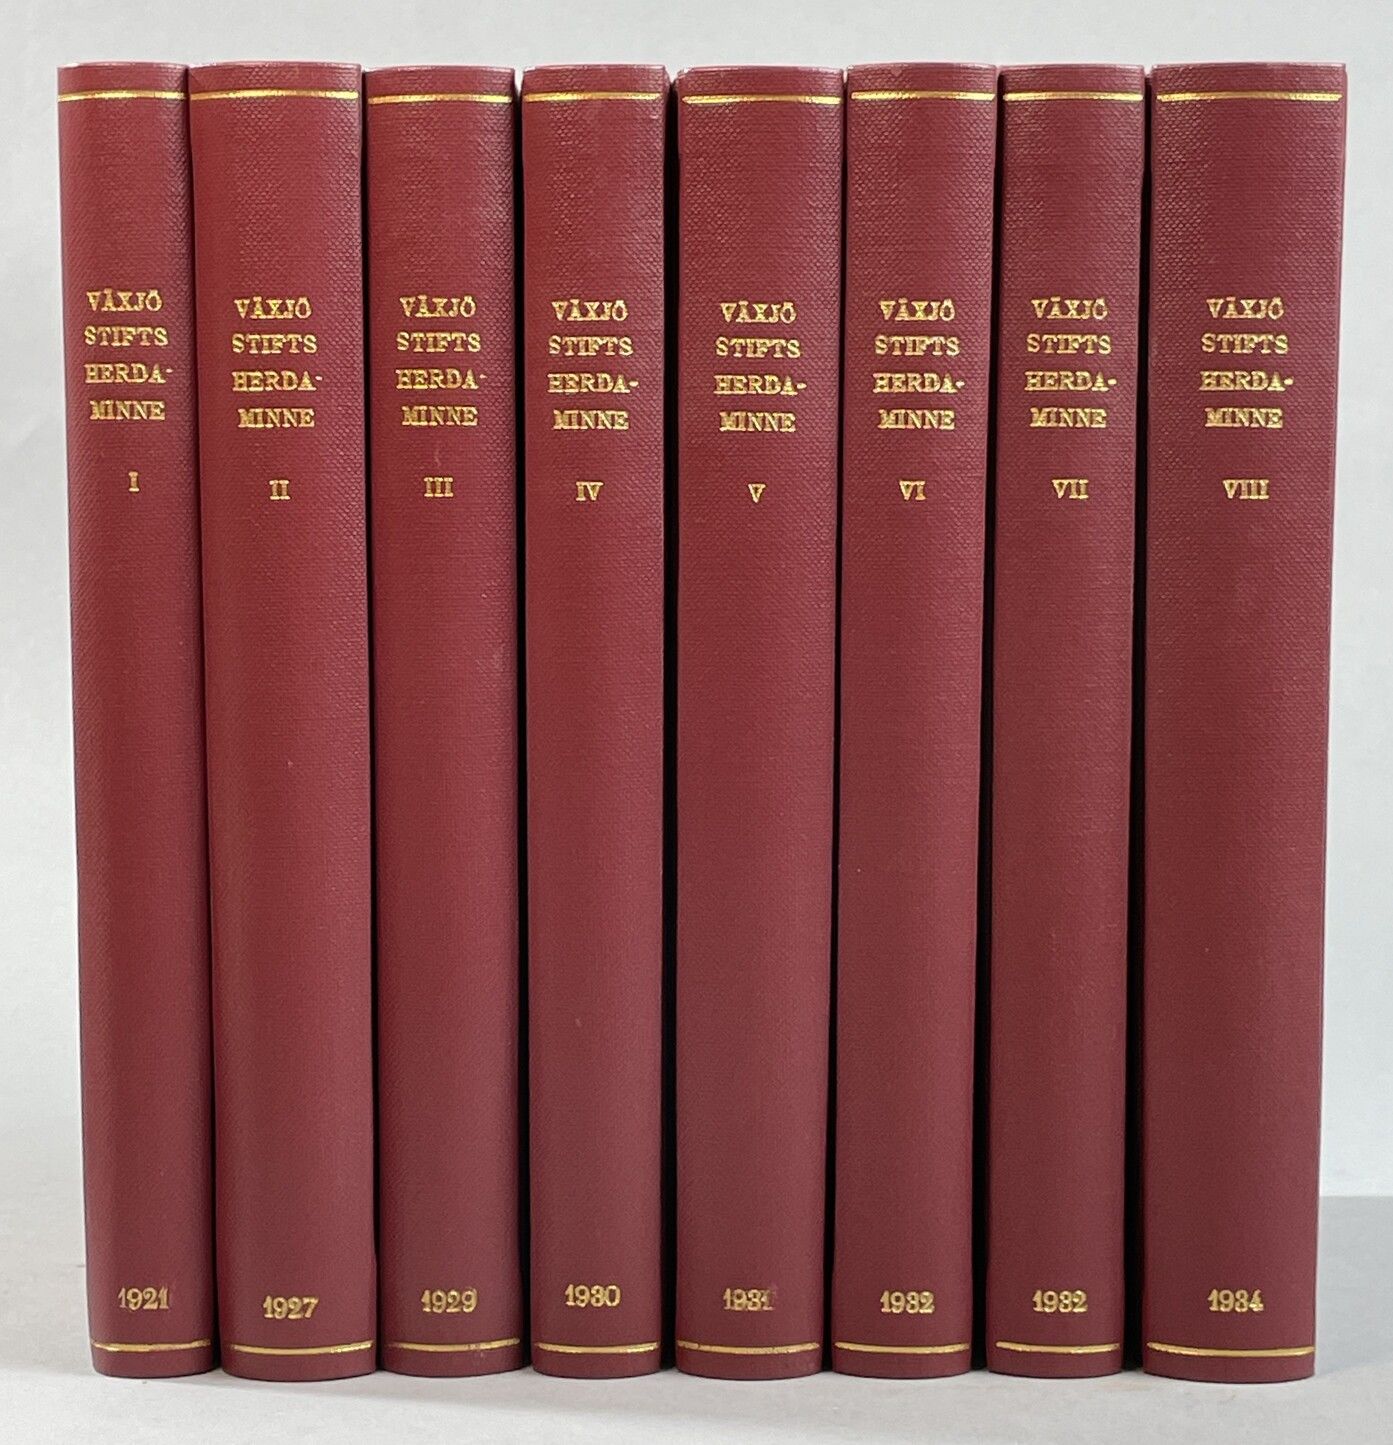 VÄXJÖ
STIFTS
HERDA-
MINNE
I
1921
VÄXJÖ
STIFTS
HERDA-
MINNE
II
1927
VÄXJÖ
STIFTS
HERDA-
MINNE
III
1929
VÄXJÖ
STIFTS
HERDA-
MINNE
IV
1930
VÄXJÖ
STIFTS
HERDA-
MINNE
V
1931
VÄXJÖ
STIFTS
HERDA-
MINNE
VI
1932
VÄXJÖ
STIFTS
HERDA-
MINNE
VII
1932
VÄXJÖ
STIFTS
HERDA-
MINNE
VIII
1934